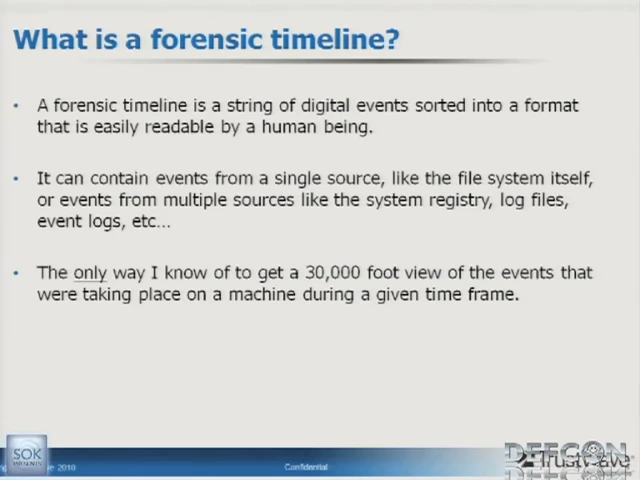 What is a forensic timeline?
• A forensic timeline is a string of digital events sorted into a format
that is easily readable by a human being.
• It can contain events from a single source, like the file system itself,
or events from multiple sources like the system registry, log files,
event logs, etc...
• The only way I know of to get a 30,000 foot view of the events that
were taking place on a machine during a given time frame.
SOK
2010
Confidential
DEFCON
Trustwave